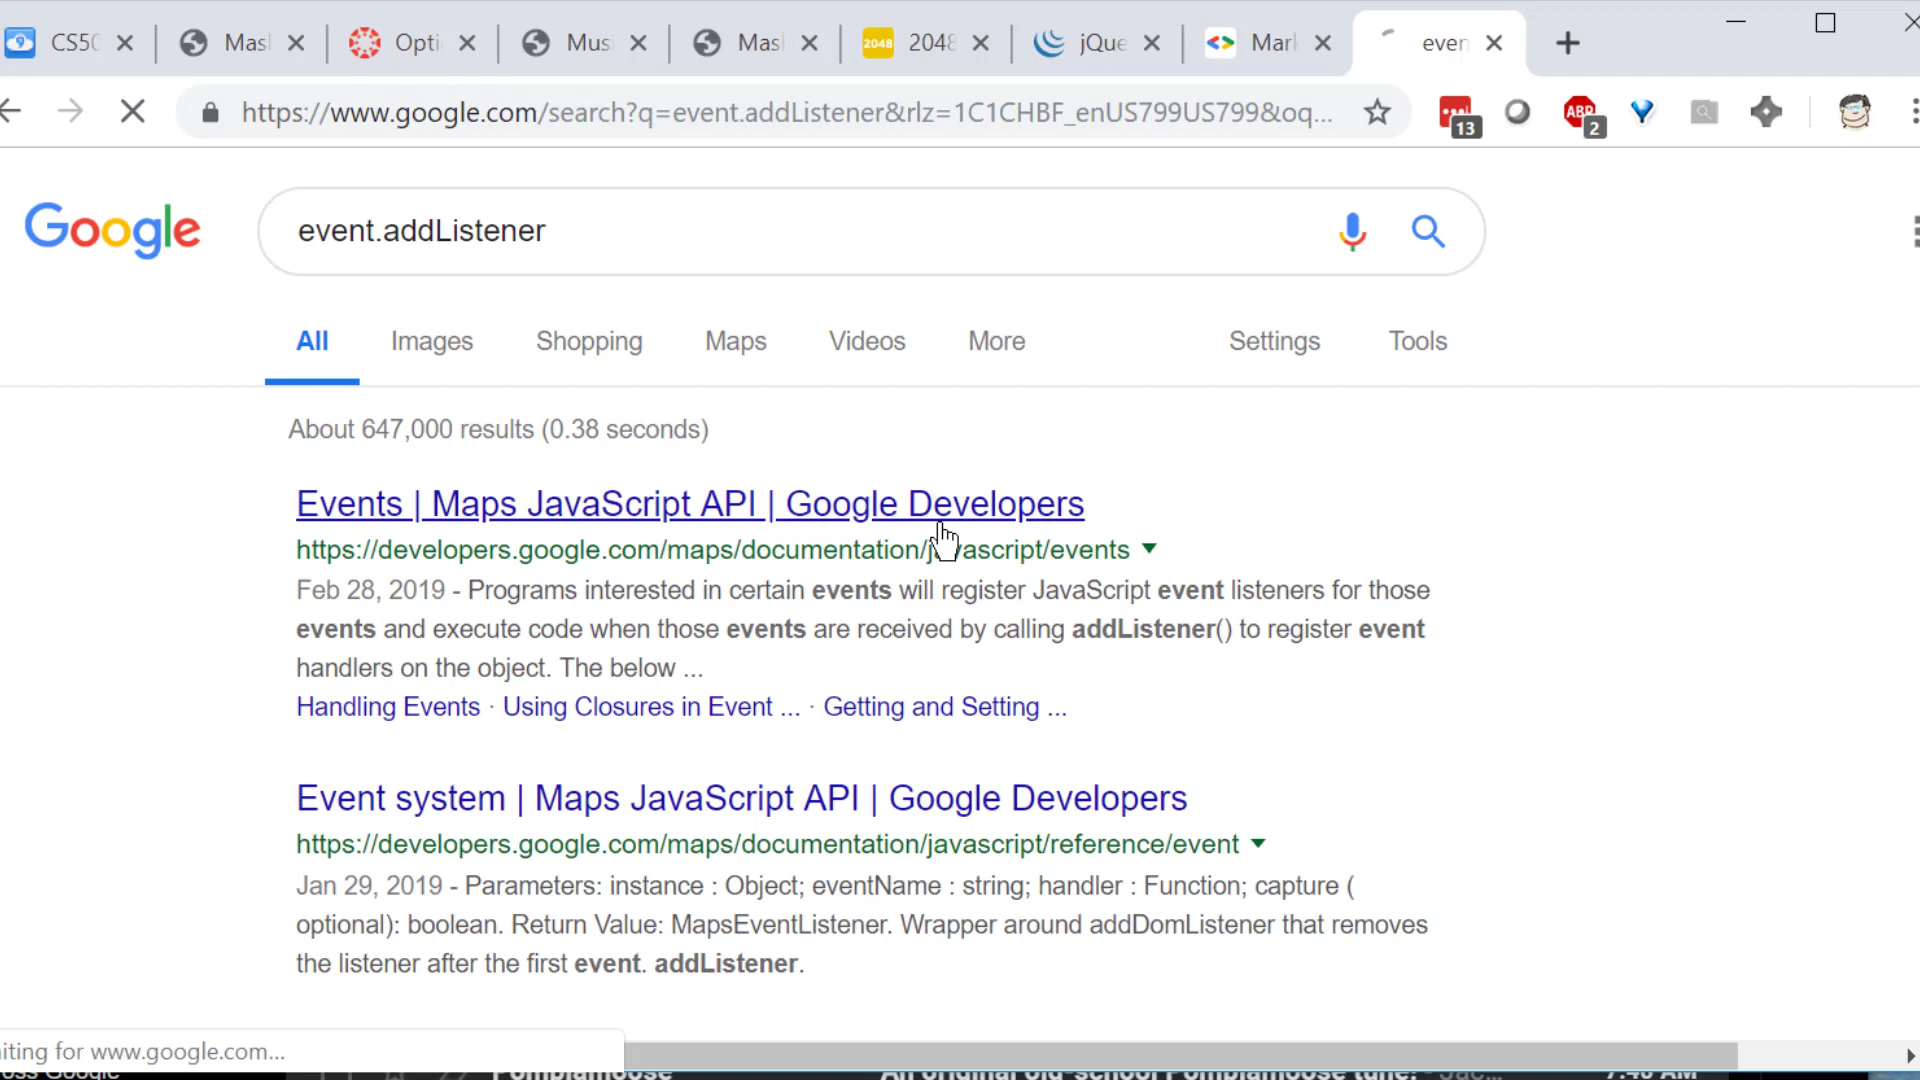 CS50 Mas Opti Mus Mas 2048 2048 jQue Mark even
https://www.google.com/search?q=event.addListener&rlz=1C1CHBF_enUS799US799&oq... 13 ABP 2
Google event.addListener
All Images Shopping Maps Videos More Settings Tools
About 647,000 results (0.38 seconds)
Events | Maps JavaScript API | Google Developers
https://developers.google.com/maps/documentation/javascript/events
Feb 28, 2019 - Programs interested in certain events will register JavaScript event listeners for those
events and execute code when those events are received by calling addListener() to register event
handlers on the object. The below ...
Handling Events · Using Closures in Event ... · Getting and Setting ...
Event system | Maps JavaScript API | Google Developers
https://developers.google.com/maps/documentation/javascript/reference/event
Jan 29, 2019 - Parameters: instance : Object; eventName : string; handler : Function; capture (
optional): boolean. Return Value: MapsEventListener. Wrapper around addDomListener that removes
the listener after the first event. addListener.
iting for www.google.com...